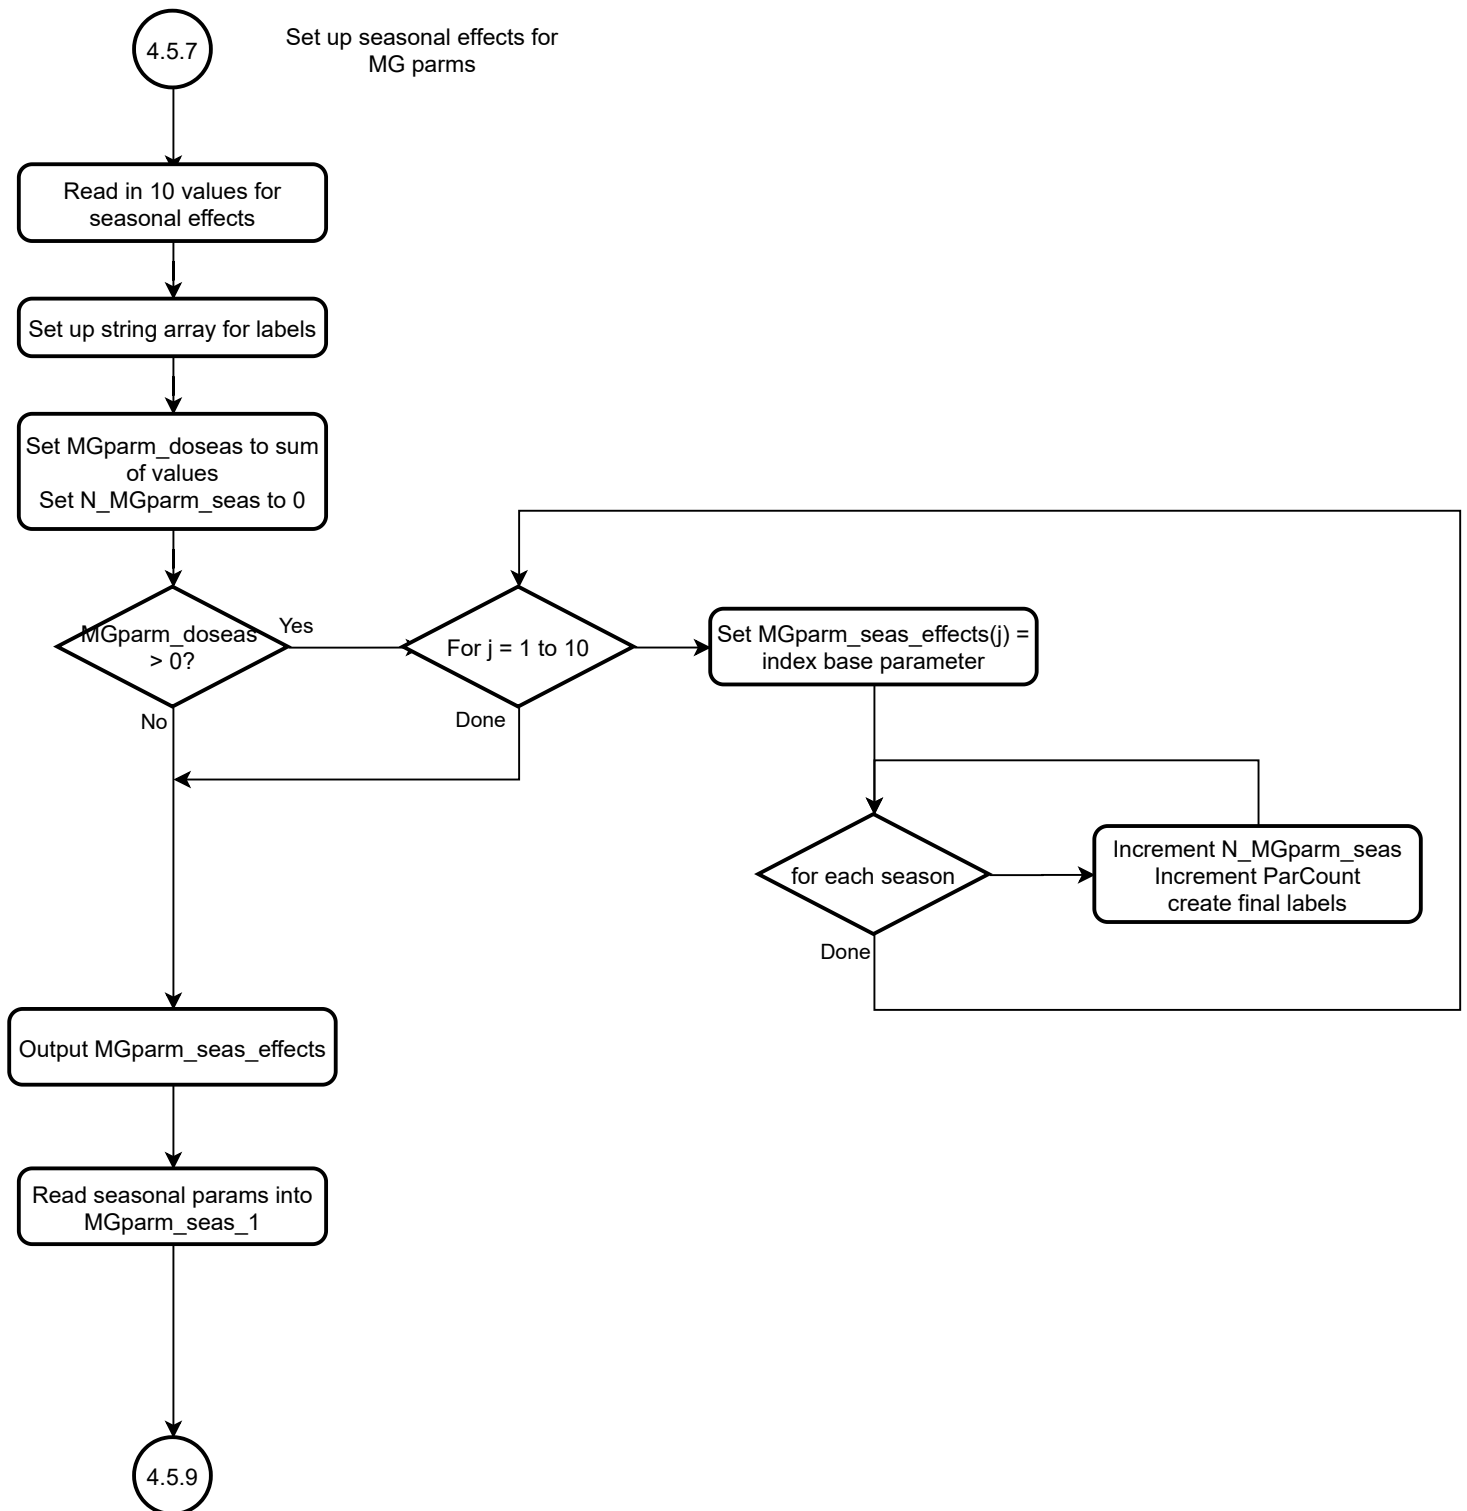 4.5.7
Set up seasonal effects for
MG parms
Read in 10 values for
seasonal effects
Set up string array for labels
Set MGparm_doseas to sum
of values
Set N_MGparm_seas to 0
MGparm_doseas
> 0?
Yes
No
For j = 1 to 10
Done
Set MGparm_seas_effects(j) =
index base parameter
for each season
Done
Increment N_MGparm_seas
Increment ParCount
create final labels
Output MGparm_seas_effects
Read seasonal params into
MGparm_seas_1
4.5.9